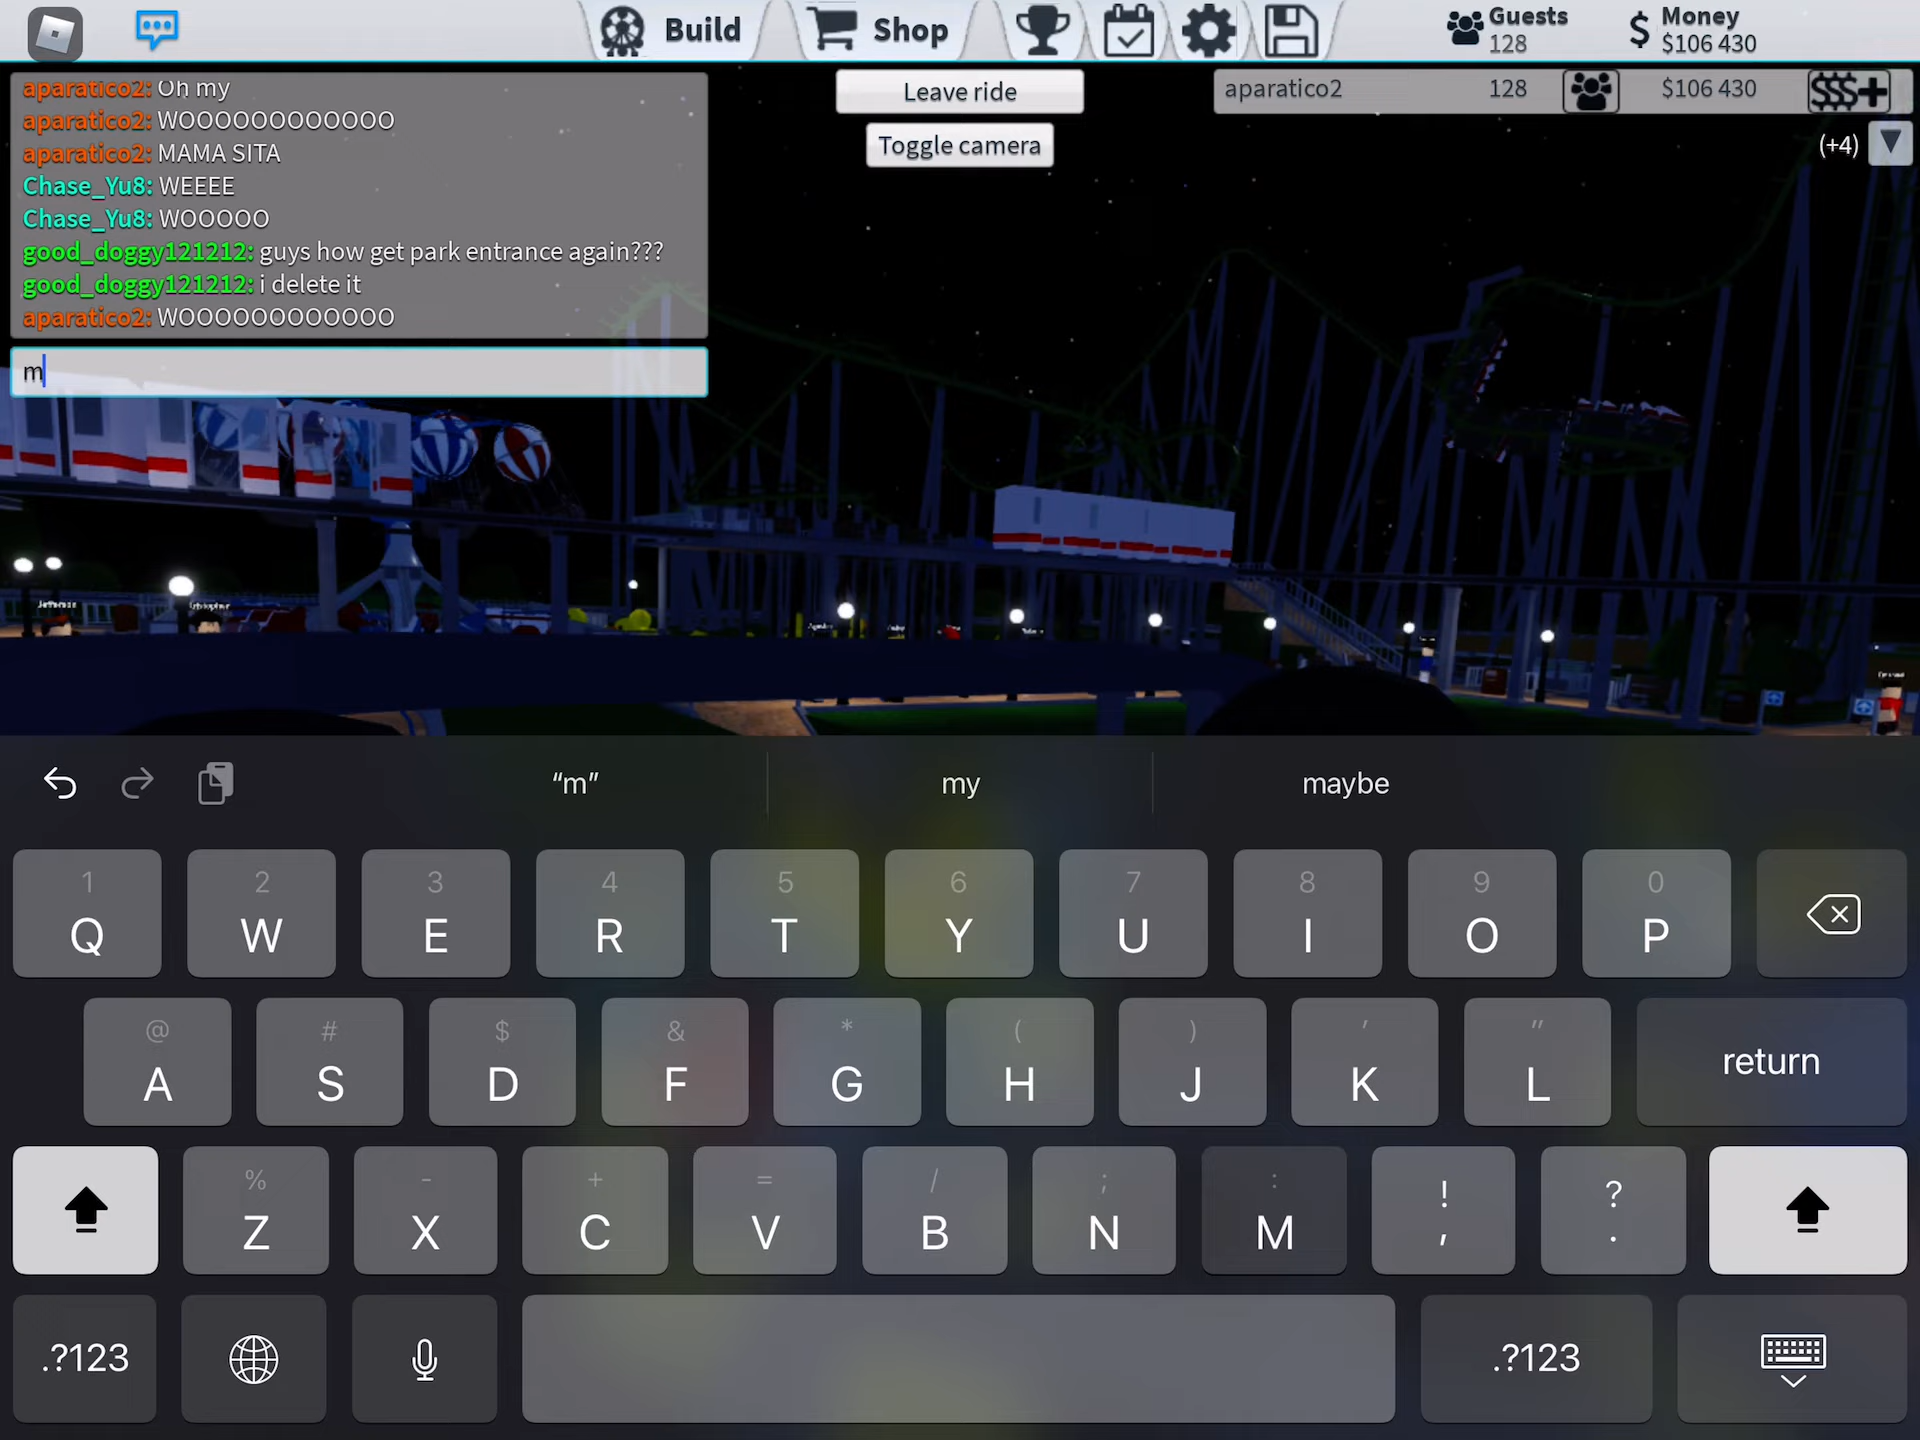 Build
Shop
Guests
128
Money
$106 430
aparatico2: Oh my
aparatico2: WOOOOOOOOOOOO
aparatico2: MAMA SITA
Chase_Yu8: WEEEE
Chase_Yu8: WOOOOO
good_doggy121212: guys how get park entrance again???
good_doggy121212: i delete it
aparatico2: WOOOOOOOOOOOO
m
Leave ride
Toggle camera
aparatico2 128 $106 430 $$$+
(+4)
“m” my maybe
1 2 3 4 5 6 7 8 9 0
Q W E R T Y U I O P
@ # $ & * ( ) ' "
A S D F G H J K L return
% - + = / ; : ! ?
Z X C V B N M , .
.?123 .?123